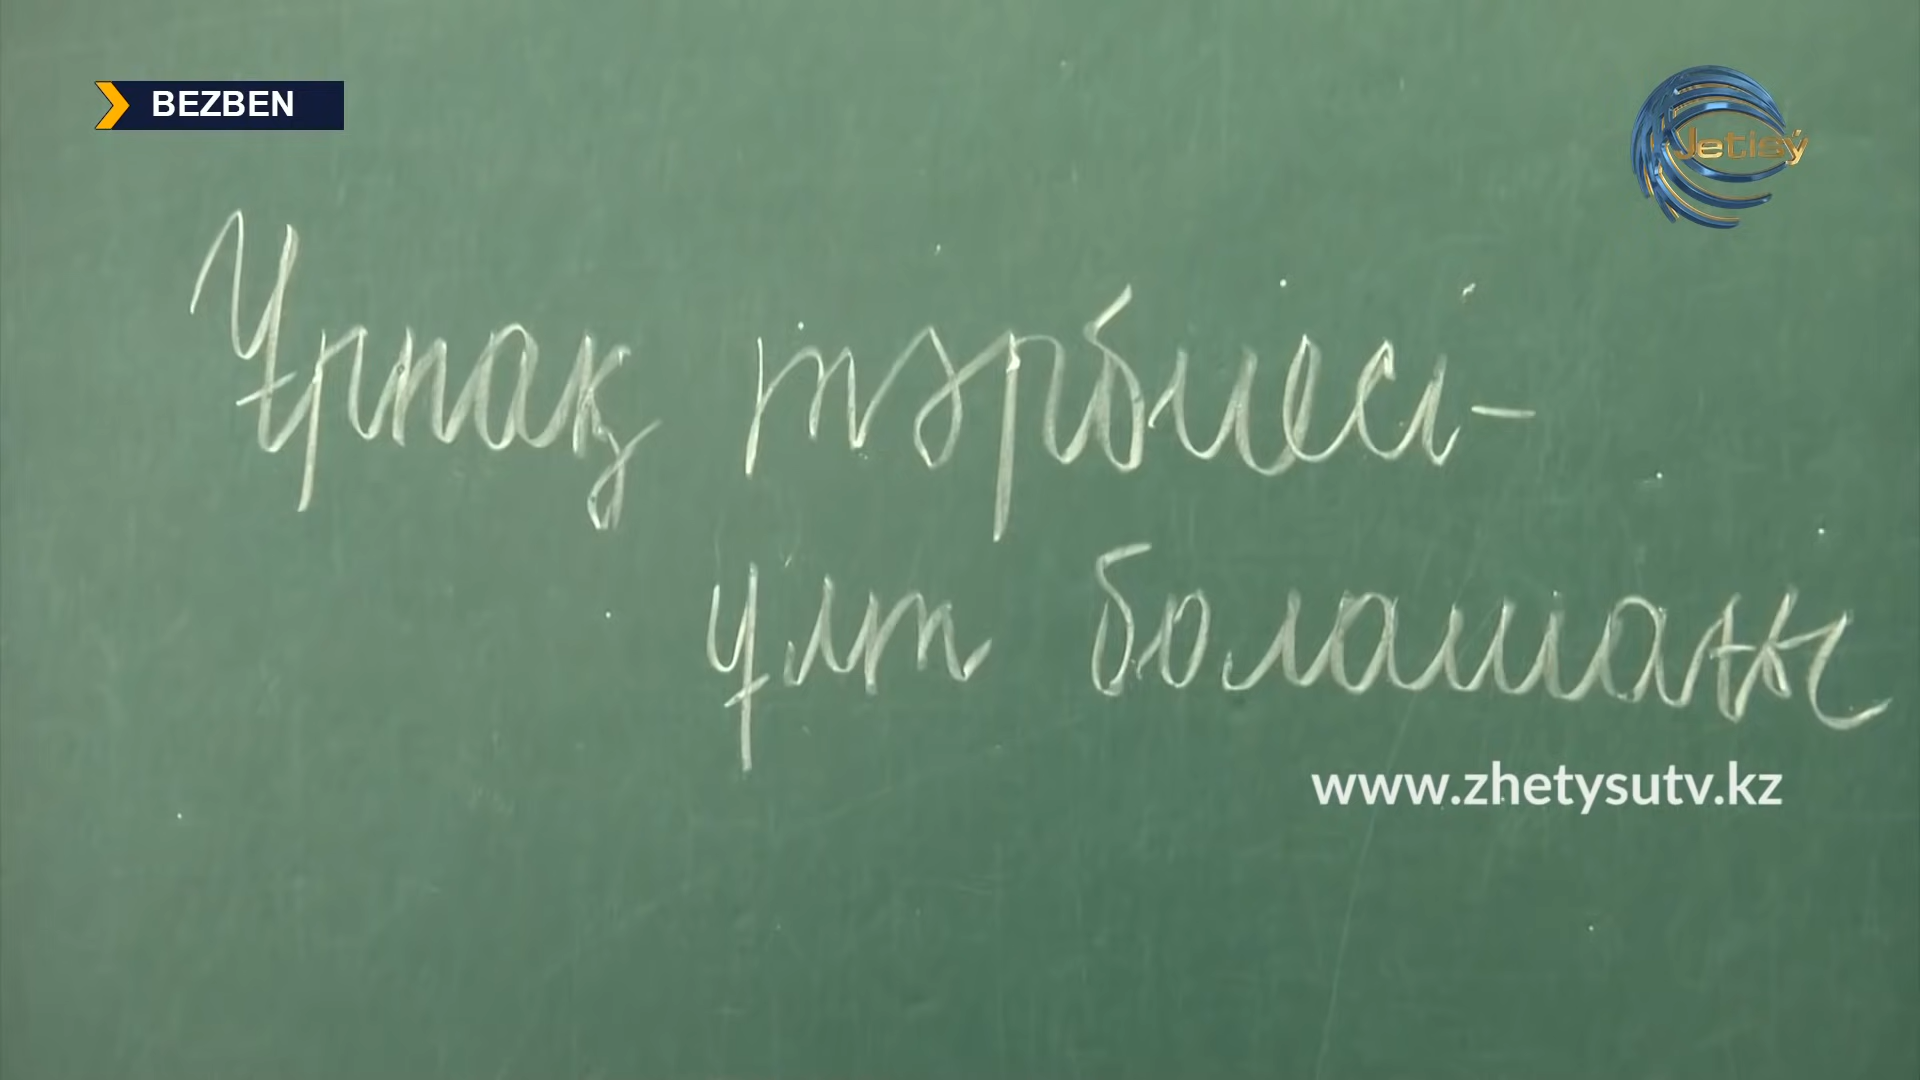 BEZBEN
Jetisý
Ұрпақ тәрбиесі-
ұлт болашағы
www.zhetysutv.kz